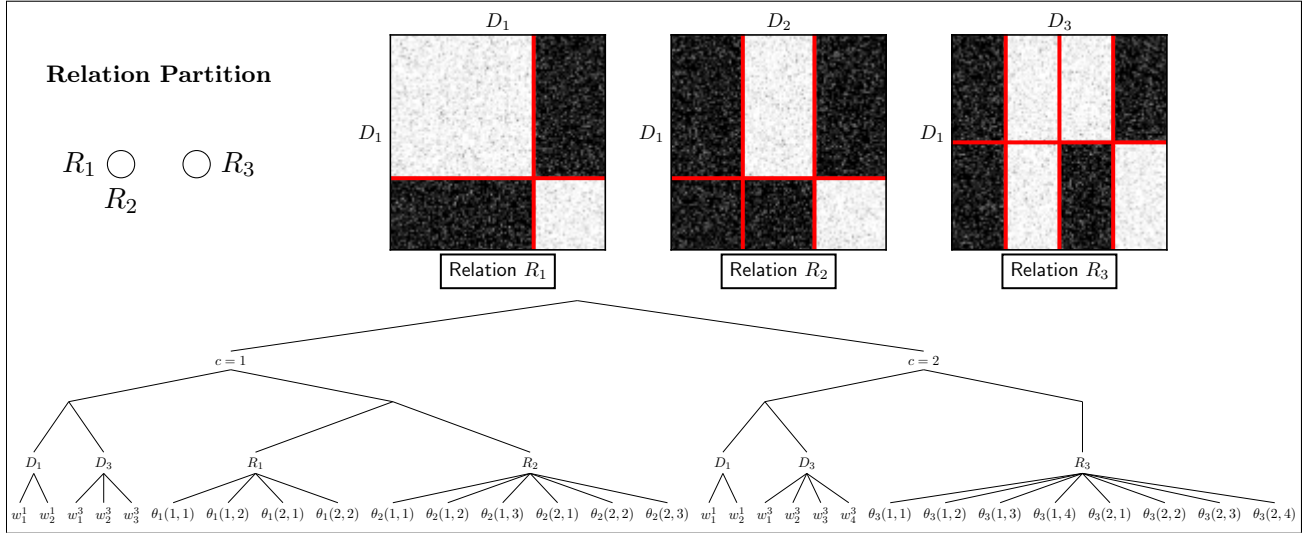 D₁ D₂ D₃
Relation Partition
D₁ D₁ D₁
R₁ R₃
R₂
Relation R₁ Relation R₂ Relation R₃
c = 1 c = 2
D₁ D₃ R₁ R₂ D₁ D₃ R₃
w₁¹ w₂¹ w₁³ w₂³ w₃³ θ₁(1, 1) θ₁(1, 2) θ₁(2, 1) θ₁(2, 2) θ₂(1, 1) θ₂(1, 2) θ₂(1, 3) θ₂(2, 1) θ₂(2, 2) θ₂(2, 3) w₁¹ w₂¹ w₁³ w₂³ w₃³ w₄³ θ₃(1, 1) θ₃(1, 2) θ₃(1, 3) θ₃(1, 4) θ₃(2, 1) θ₃(2, 2) θ₃(2, 3) θ₃(2, 4)